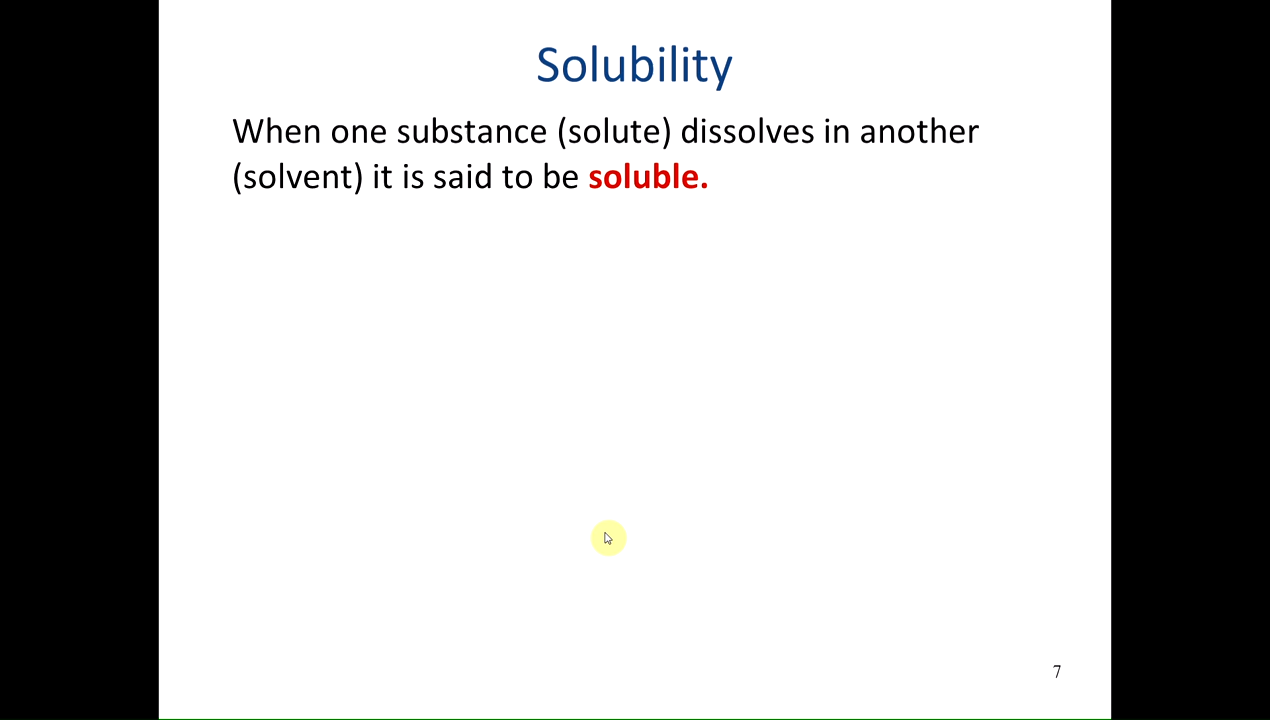 Solubility
When one substance (solute) dissolves in another
(solvent) it is said to be soluble.
7